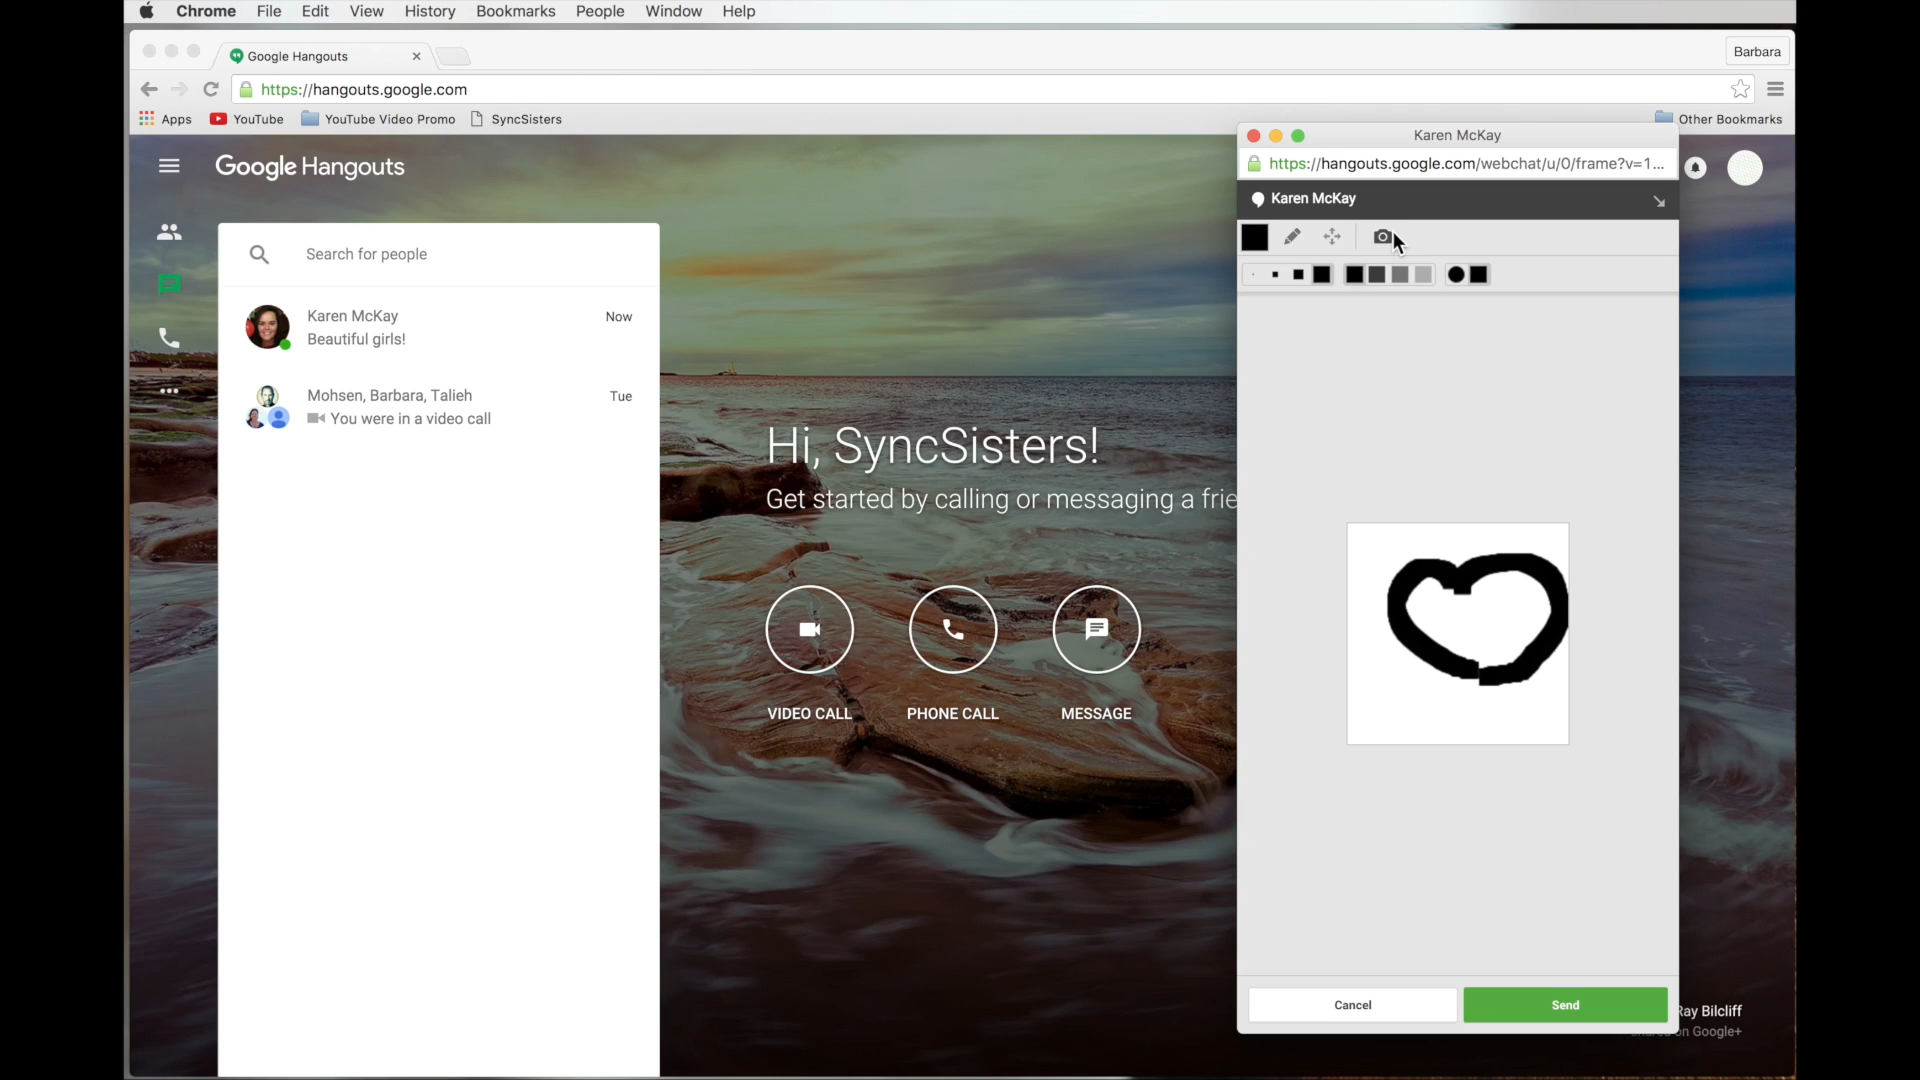 Chrome File Edit View History Bookmarks People Window Help
Google Hangouts
Barbara
https://hangouts.google.com
Apps YouTube YouTube Video Promo SyncSisters Other Bookmarks
Google Hangouts
Search for people
Karen McKay Now
Beautiful girls!
Mohsen, Barbara, Talieh Tue
You were in a video call
Hi, SyncSisters!
Get started by calling or messaging a frie
VIDEO CALL PHONE CALL MESSAGE
Karen McKay
https://hangouts.google.com/webchat/u/0/frame?v=1...
Karen McKay
Cancel Send
Ray Bilcliff
on Google+